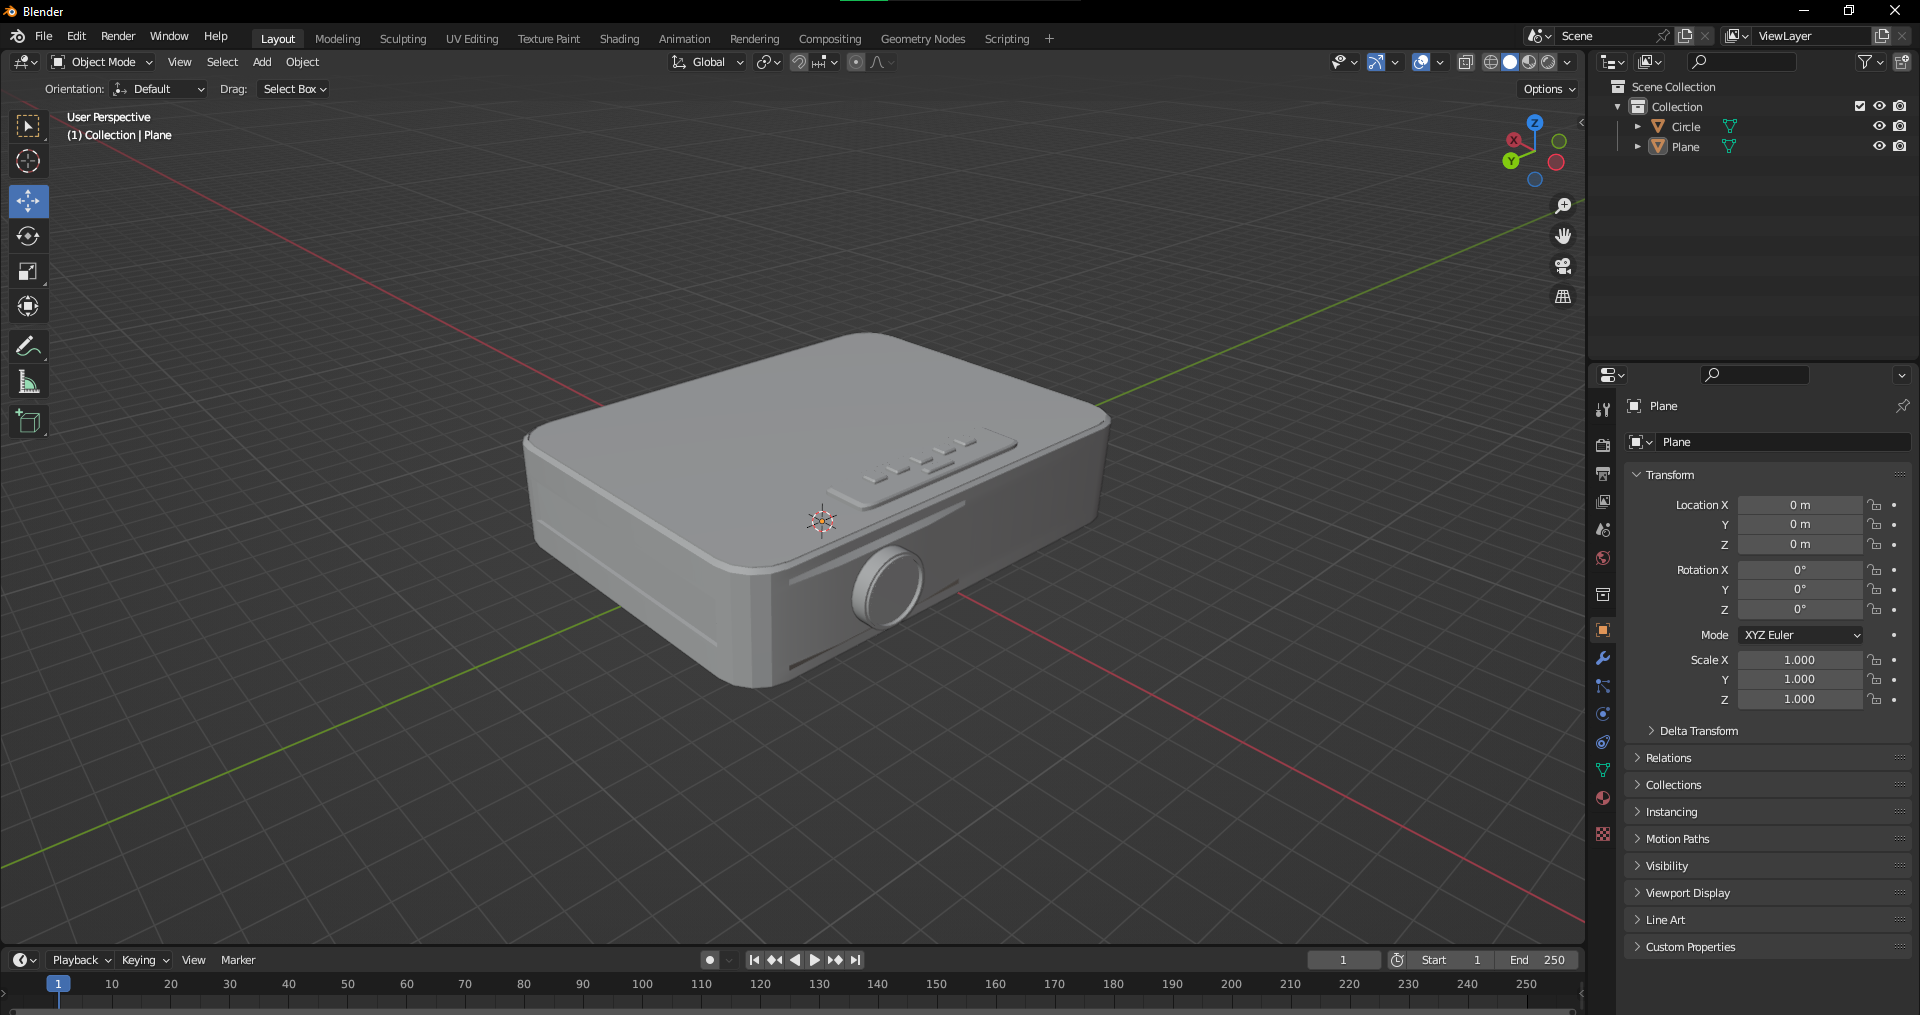 Blender
File Edit Render Window Help
Layout Modeling Sculpting UV Editing Texture Paint Shading Animation Rendering Compositing Geometry Nodes Scripting +
Scene
ViewLayer
Object Mode View Select Add Object
Global
Orientation: Default Drag: Select Box
Options
User Perspective
(1) Collection | Plane
Z
X
Y
Scene Collection
Collection
Circle
Plane
Plane
Plane
Transform
Location X 0 m
Y 0 m
Z 0 m
Rotation X 0°
Y 0°
Z 0°
Mode XYZ Euler
Scale X 1.000
Y 1.000
Z 1.000
Delta Transform
Relations
Collections
Instancing
Motion Paths
Visibility
Viewport Display
Line Art
Custom Properties
Playback Keying View Marker
1 Start 1 End 250
1 10 20 30 40 50 60 70 80 90 100 110 120 130 140 150 160 170 180 190 200 210 220 230 240 250